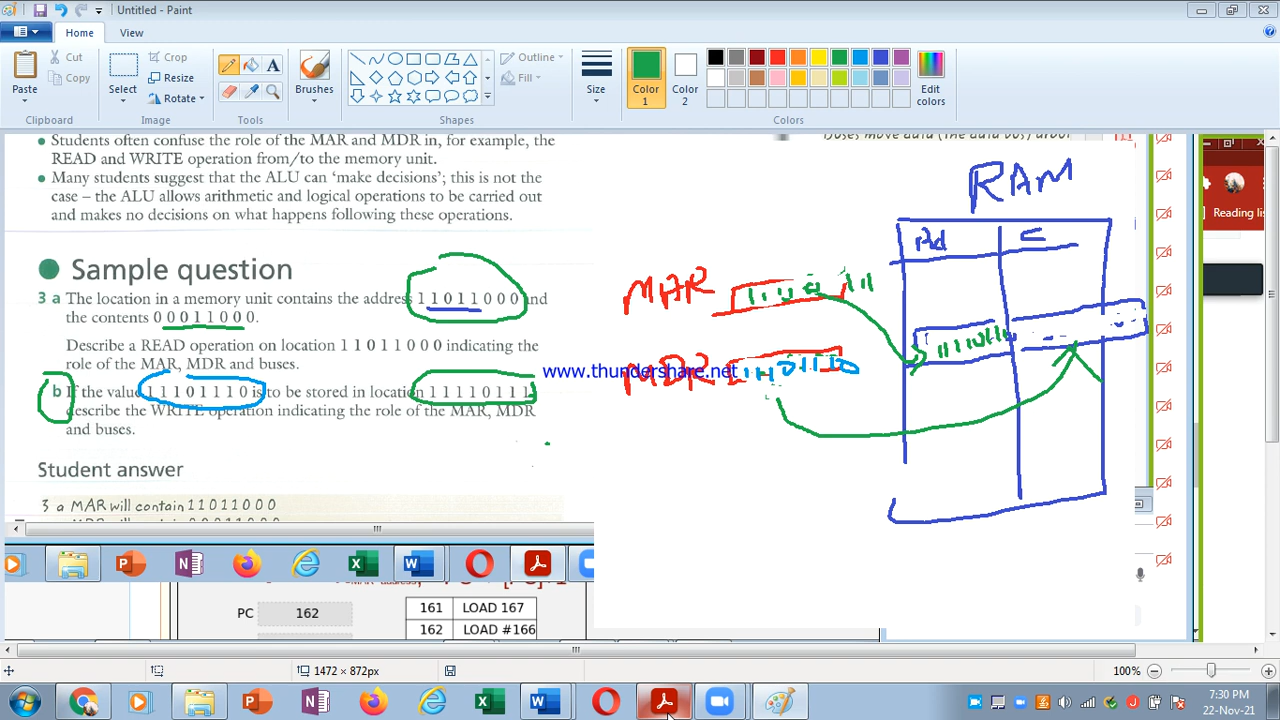 Untitled - Paint
Home
View
Paste
Cut
Copy
Clipboard
Select
Crop
Resize
Rotate
Image
Tools
Brushes
Shapes
Outline
Fill
Size
Color 1
Color 2
Edit colors
Colors
• Students often confuse the role of the MAR and MDR in, for example, the
READ and WRITE operation from/to the memory unit.
• Many students suggest that the ALU can 'make decisions'; this is not the
case – the ALU allows arithmetic and logical operations to be carried out
and makes no decisions on what happens following these operations.
Sample question
3 a The location in a memory unit contains the address 1 1 0 1 1 0 0 0 and
the contents 0 0 0 1 1 0 0 0.
Describe a READ operation on location 1 1 0 1 1 0 0 0 indicating the
role of the MAR, MDR and buses.
b If the value 1 1 1 0 1 1 1 0 is to be stored in location 1 1 1 1 0 1 1 1
describe the WRITE operation indicating the role of the MAR, MDR
and buses.
Student answer
3 a MAR will contain 1 1 0 1 1 0 0 0
RAM
Ad C
MAR
MDR
www.thundershare.net
Reading list
PC 162
161 LOAD 167
162 LOAD #166
1472 × 872px
100%
7:30 PM
22-Nov-21